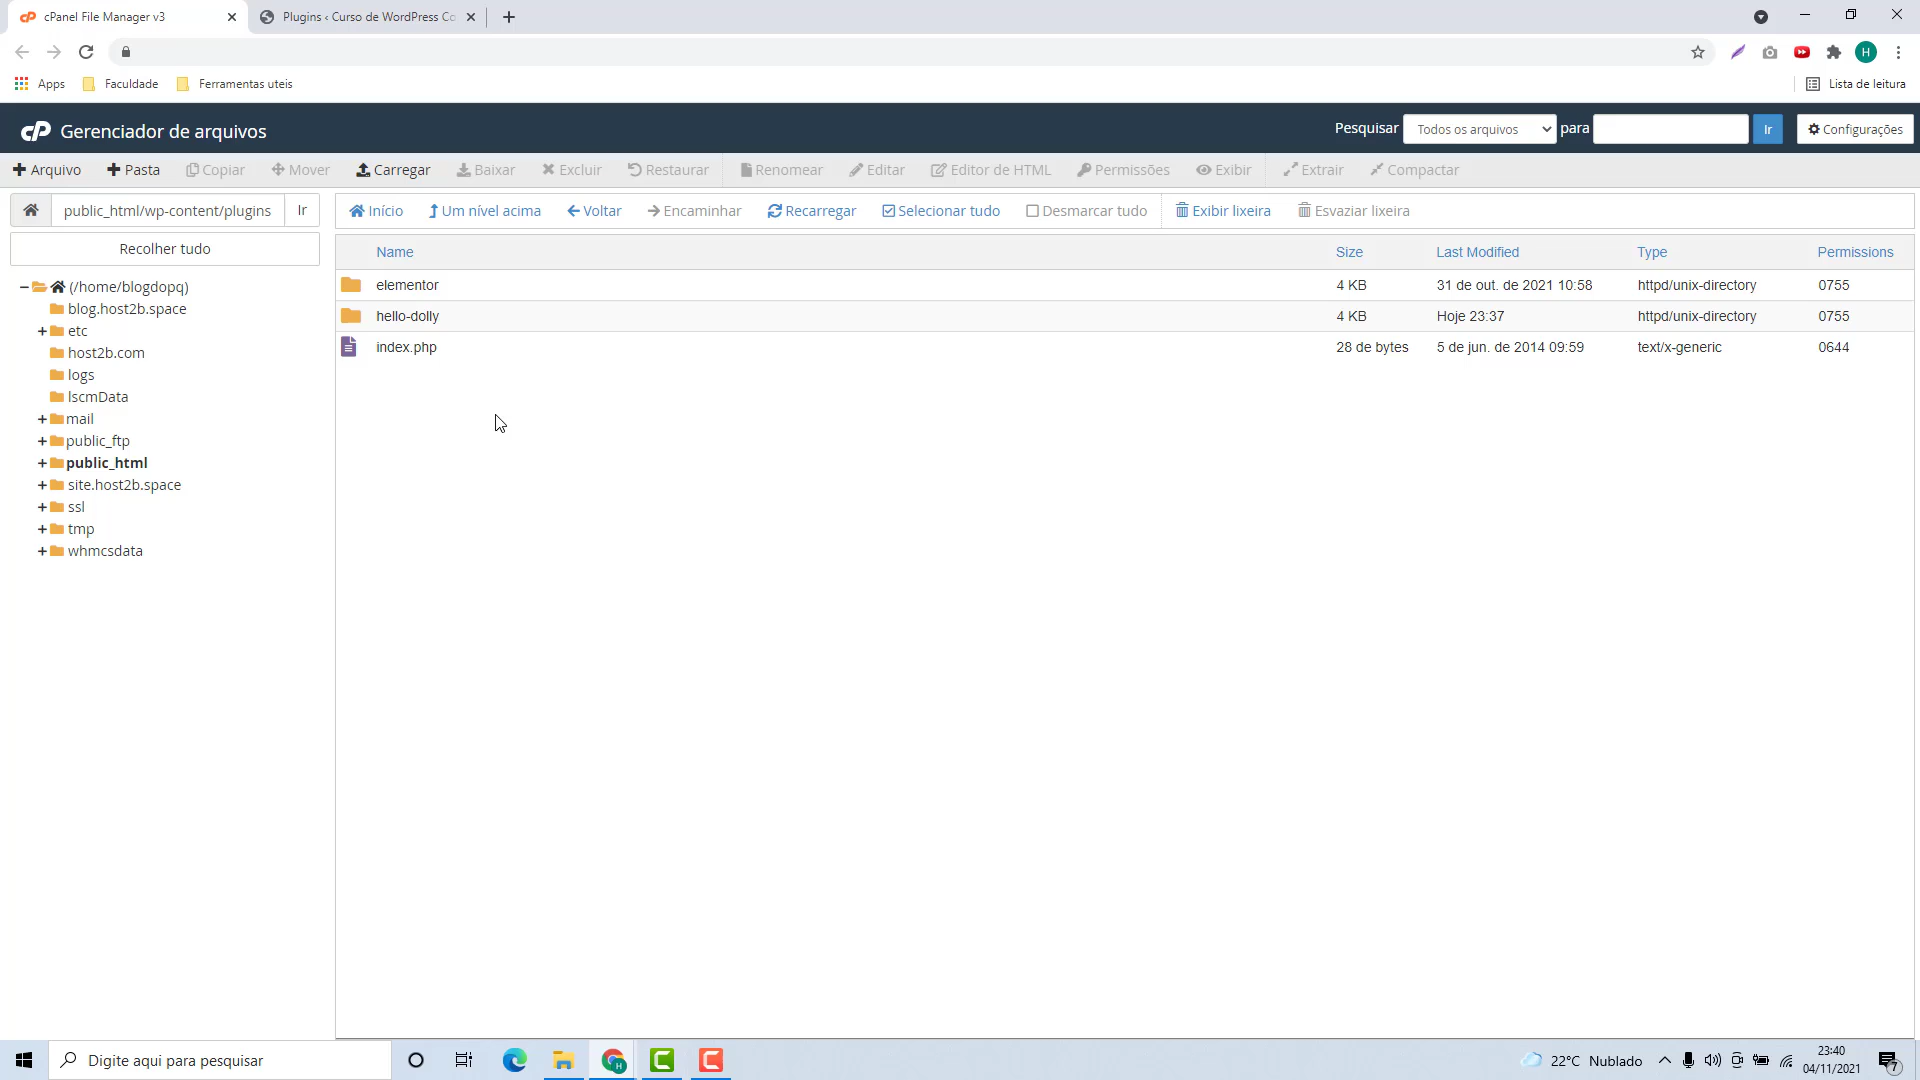 cPanel File Manager v3
Plugins ‹ Curso de WordPress Co
Apps
Faculdade
Ferramentas uteis
Lista de leitura
H
cP Gerenciador de arquivos
Pesquisar Todos os arquivos para Ir Configurações
Arquivo Pasta Copiar Mover Carregar Baixar Excluir Restaurar Renomear Editar Editor de HTML Permissões Exibir Extrair Compactar
public_html/wp-content/plugins Ir
Início Um nível acima Voltar Encaminhar Recarregar Selecionar tudo Desmarcar tudo Exibir lixeira Esvaziar lixeira
Recolher tudo
(/home/blogdopq)
blog.host2b.space
etc
host2b.com
logs
lscmData
mail
public_ftp
public_html
site.host2b.space
ssl
tmp
whmcsdata
Name Size Last Modified Type Permissions
elementor 4 KB 31 de out. de 2021 10:58 httpd/unix-directory 0755
hello-dolly 4 KB Hoje 23:37 httpd/unix-directory 0755
index.php 28 de bytes 5 de jun. de 2014 09:59 text/x-generic 0644
Digite aqui para pesquisar
22°C Nublado
23:40
04/11/2021
7